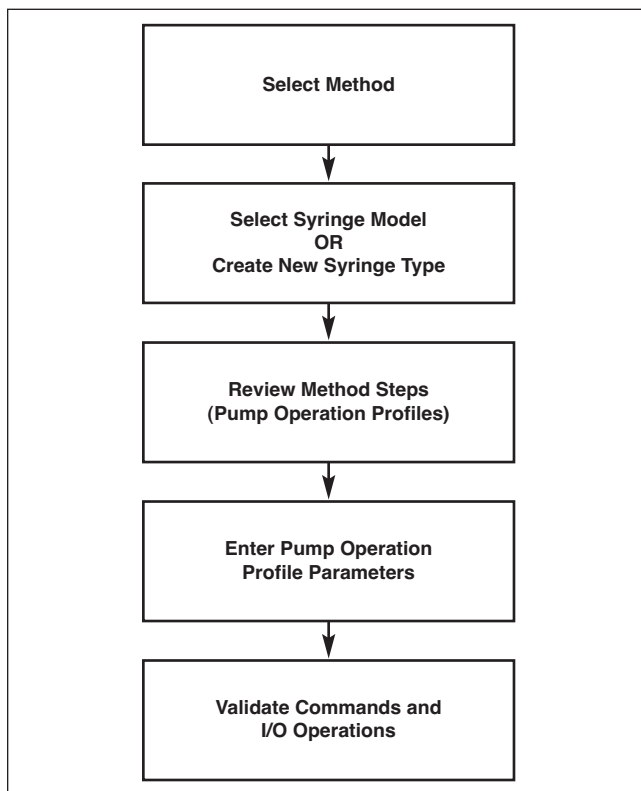 Select Method
Select Syringe Model
OR
Create New Syringe Type
Review Method Steps
(Pump Operation Profiles)
Enter Pump Operation
Profile Parameters
Validate Commands and
I/O Operations